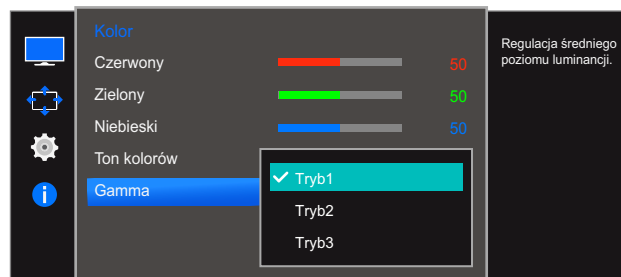 Kolor
Czerwony 50
Zielony 50
Niebieski 50
Ton kolorów
Gamma
Tryb1
Tryb2
Tryb3
Regulacja średniego
poziomu luminancji.